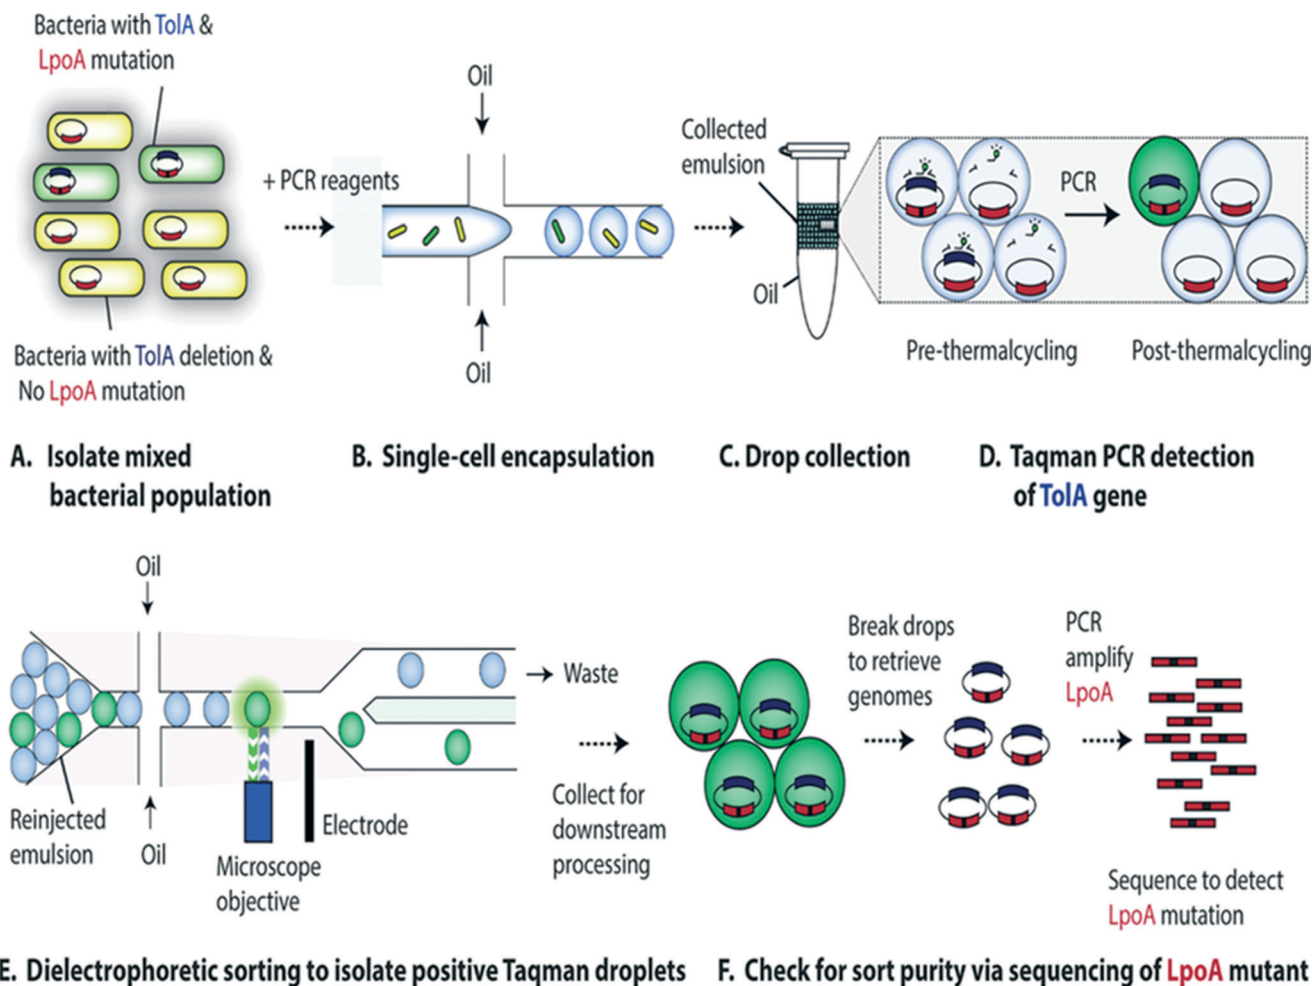 Bacteria with TolA &
LpoA mutation
+ PCR reagents
Bacteria with TolA deletion &
No LpoA mutation
A. Isolate mixed
bacterial population
Oil
Oil
B. Single-cell encapsulation
Collected
emulsion
Oil
C. Drop collection
PCR
Pre-thermalcycling
Post-thermalcycling
D. Taqman PCR detection
of TolA gene
Oil
Reinjected
emulsion
Oil
Microscope
objective
Electrode
Waste
E. Dielectrophoretic sorting to isolate positive Taqman droplets
Collect for
downstream
processing
Break drops
to retrieve
genomes
PCR
amplify
LpoA
Sequence to detect
LpoA mutation
F. Check for sort purity via sequencing of LpoA mutant